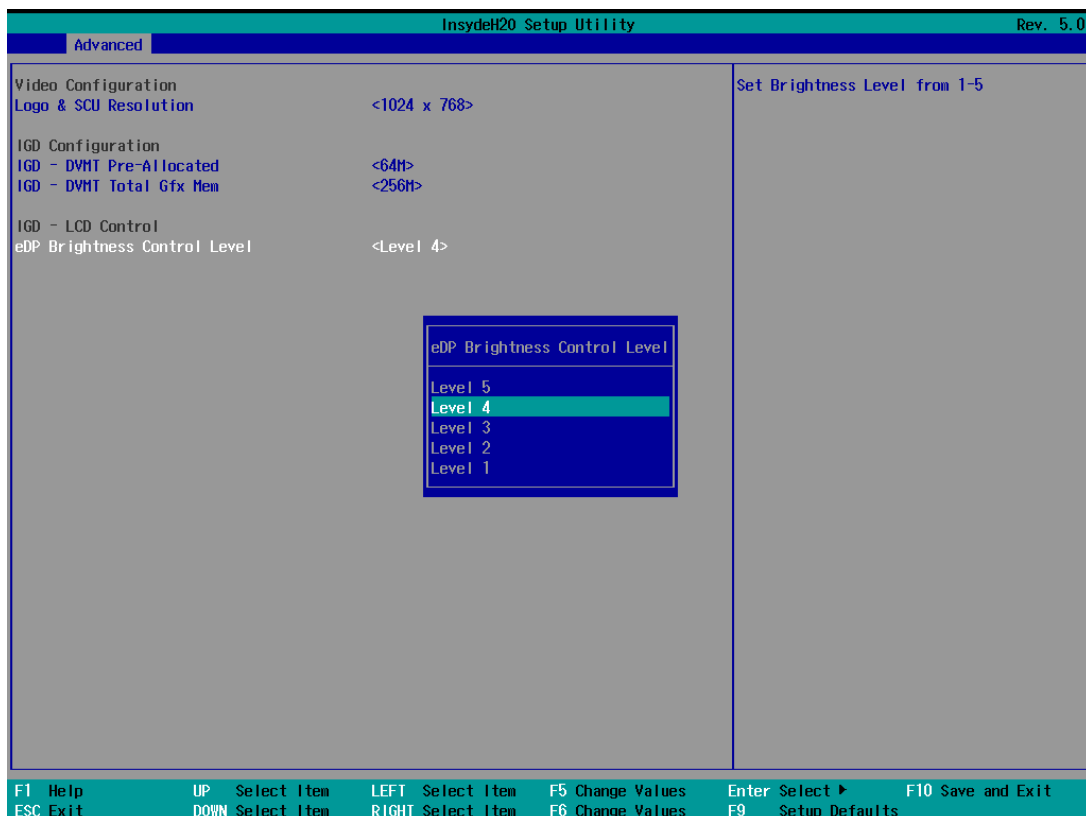 InsydeH20 Setup Utility Rev. 5.0
Advanced
Video Configuration
Logo & SCU Resolution <1024 x 768>
IGD Configuration
IGD - DVMT Pre-Allocated <64M>
IGD - DVMT Total Gfx Mem <256M>
IGD - LCD Control
eDP Brightness Control Level <Level 4>
Set Brightness Level from 1-5
eDP Brightness Control Level
Level 5
Level 4
Level 3
Level 2
Level 1
F1 Help UP Select Item LEFT Select Item F5 Change Values Enter Select ▶ F10 Save and Exit
ESC Exit DOWN Select Item RIGHT Select Item F6 Change Values F9 Setup Defaults